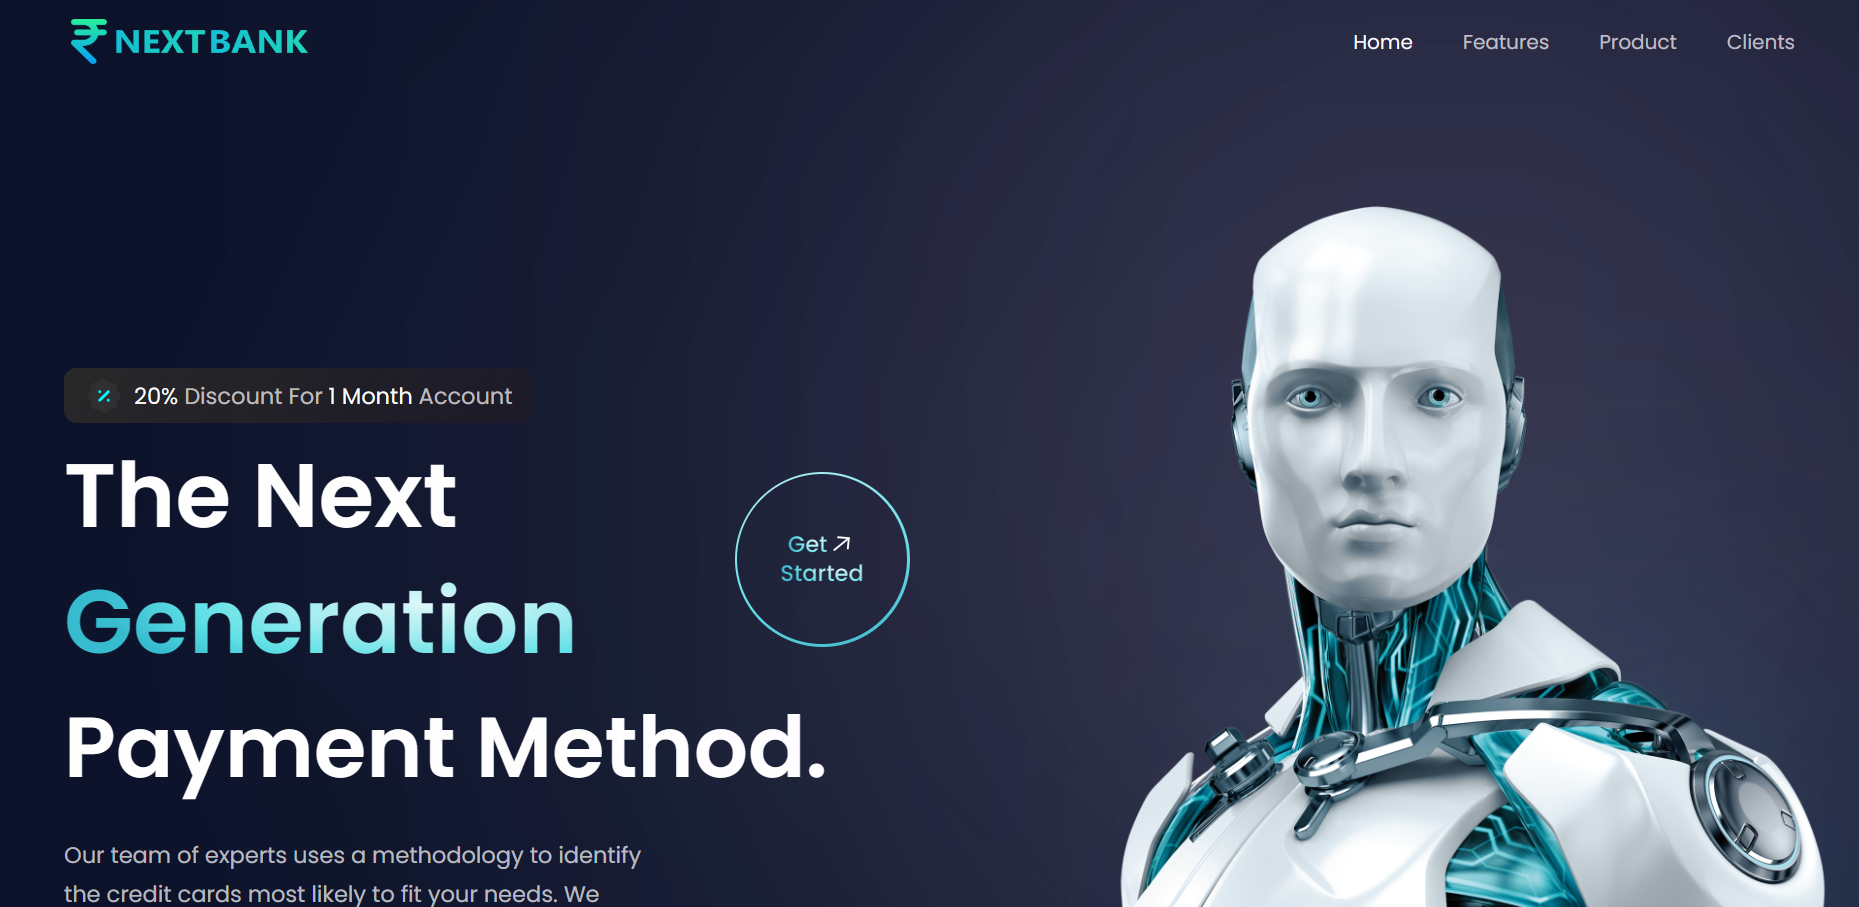 NEXTBANK
Home Features Product Clients
20% Discount For 1 Month Account
The Next
Generation
Payment Method.
Get
Started
Our team of experts uses a methodology to identify
the credit cards most likely to fit your needs. We